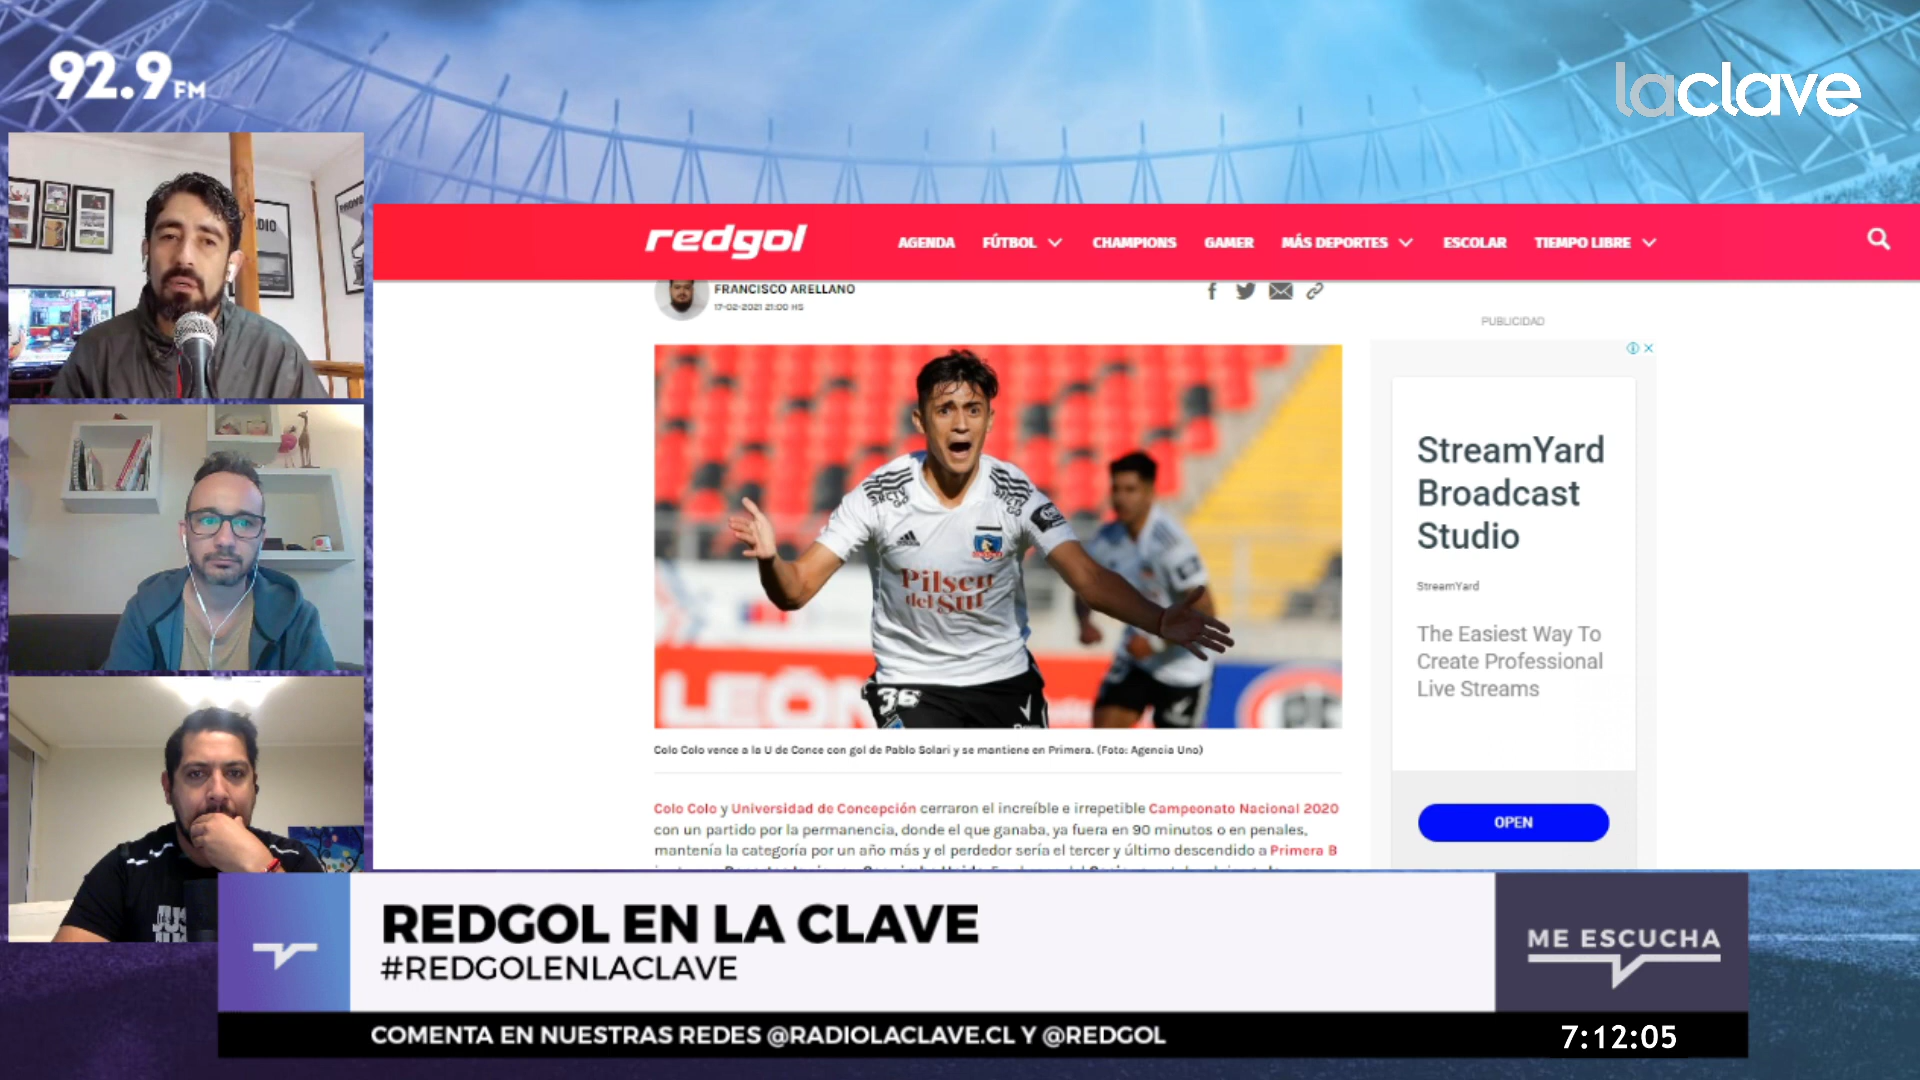 92.9 FM
laclave
redgol
AGENDA
FÚTBOL
CHAMPIONS
GAMER
MÁS DEPORTES
ESCOLAR
TIEMPO LIBRE
FRANCISCO ARELLANO
17-02-2021 21:00 HS
PUBLICIDAD
Pilsen
del Sur
36
LEÓN
StreamYard
Broadcast
Studio
StreamYard
The Easiest Way To
Create Professional
Live Streams
OPEN
Colo Colo vence a la U de Conce con gol de Pablo Solari y se mantiene en Primera. (Foto: Agencia Uno)
Colo Colo y Universidad de Concepción cerraron el increíble e irrepetible Campeonato Nacional 2020
con un partido por la permanencia, donde el que ganaba, ya fuera en 90 minutos o en penales,
mantenía la categoría por un año más y el perdedor sería el tercer y último descendido a Primera B
REDGOL EN LA CLAVE
#REDGOLENLACLAVE
ME ESCUCHA
COMENTA EN NUESTRAS REDES @RADIOLACLAVE.CL Y @REDGOL
7:12:05